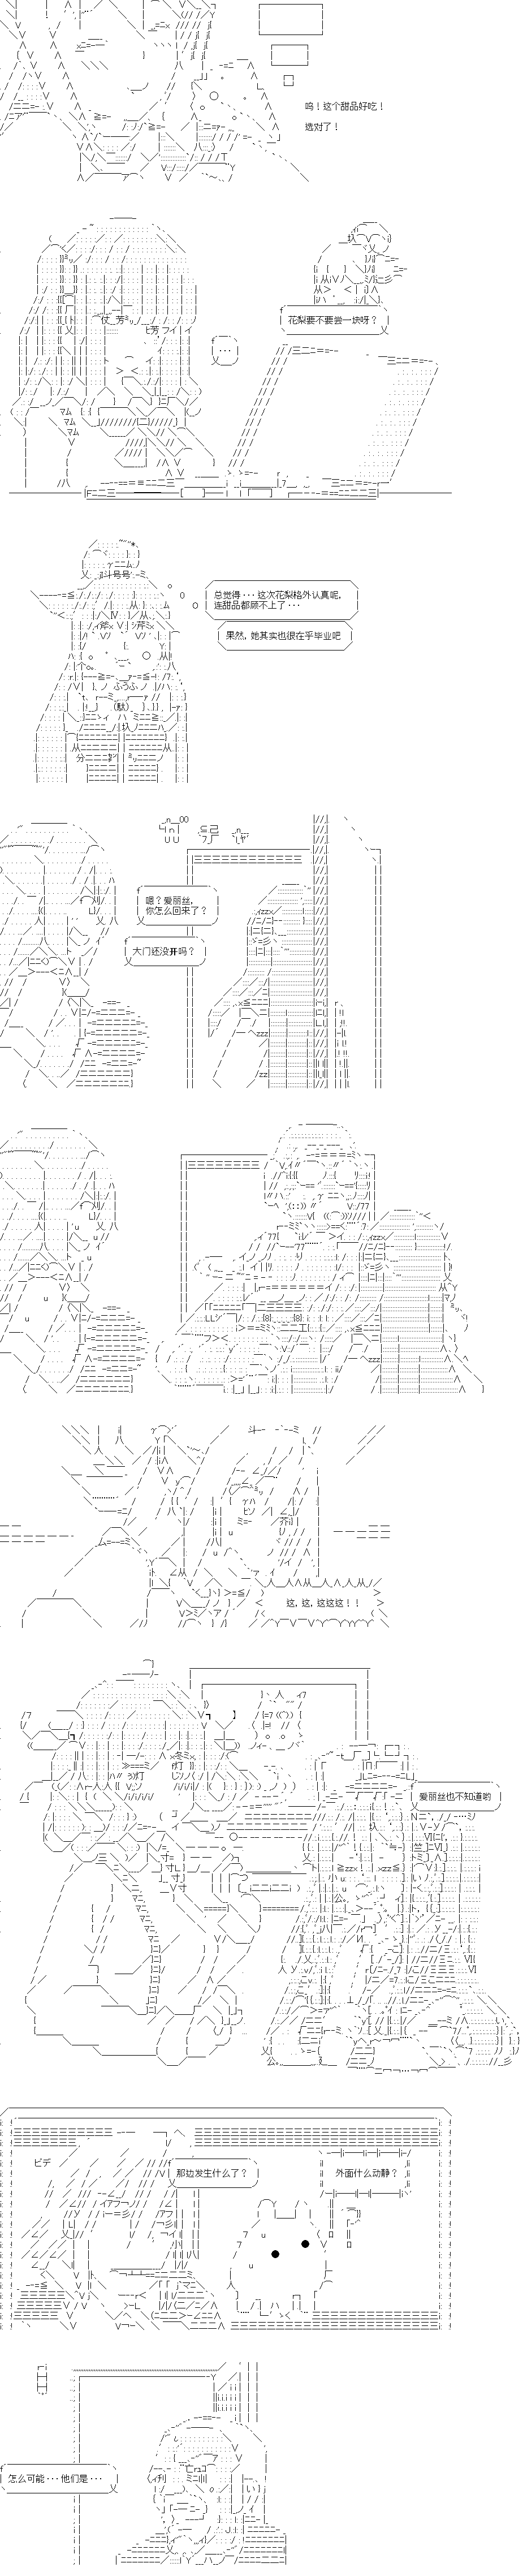 呜！这个甜品好吃！
选对了！
花梨要不要尝一块呀？
・・・
总觉得・・・这次花梨格外认真呢，
连甜品都顾不上了・・・
果然，她其实也很在乎毕业吧
嗯？爱丽丝，
你怎么回来了？
大门还没开吗？
这，这，这这这！！
爱丽丝也不知道哟
那边发生什么了？
外面什么动静？
怎么可能・・・他们是・・・